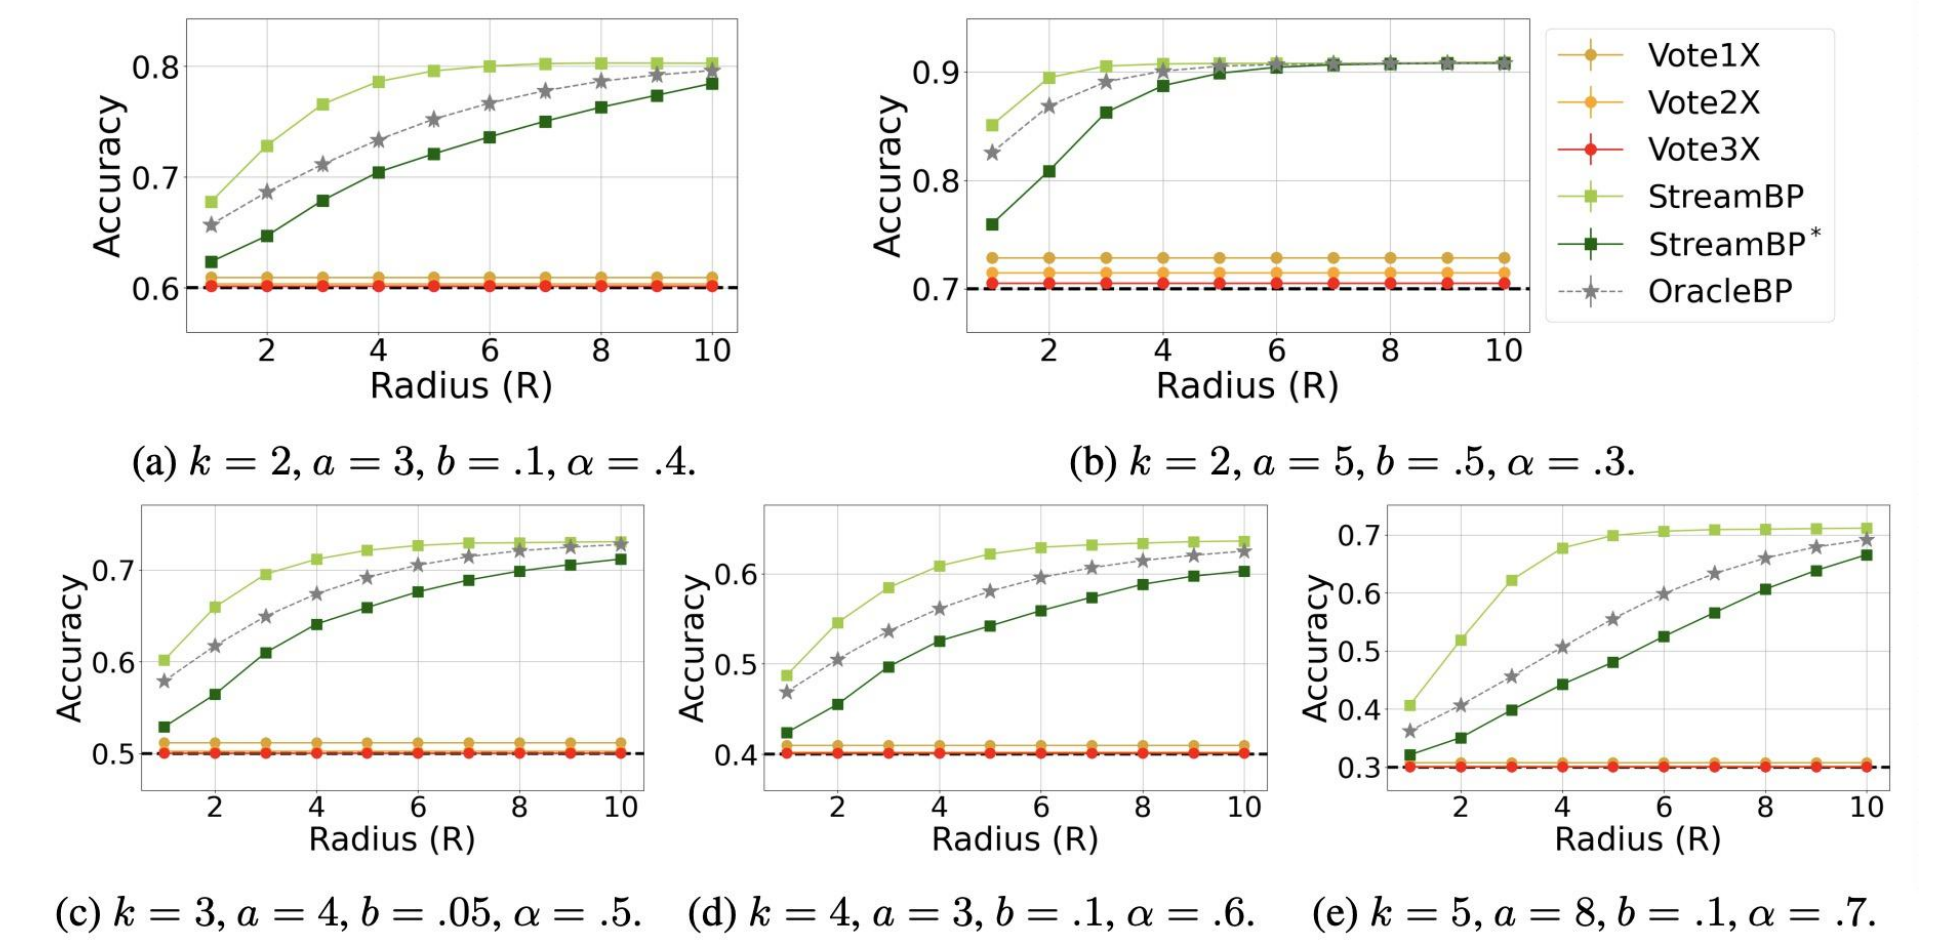 Accuracy
0.8
0.7
0.6
2 4 6 8 10
Radius (R)
(a) k = 2, a = 3, b = .1, α = .4.
Accuracy
0.9
0.8
0.7
2 4 6 8 10
Radius (R)
(b) k = 2, a = 5, b = .5, α = .3.
Vote1X
Vote2X
Vote3X
StreamBP
StreamBP*
OracleBP
Accuracy
0.7
0.6
0.5
2 4 6 8 10
Radius (R)
(c) k = 3, a = 4, b = .05, α = .5.
Accuracy
0.6
0.5
0.4
2 4 6 8 10
Radius (R)
(d) k = 4, a = 3, b = .1, α = .6.
Accuracy
0.7
0.6
0.5
0.4
0.3
2 4 6 8 10
Radius (R)
(e) k = 5, a = 8, b = .1, α = .7.